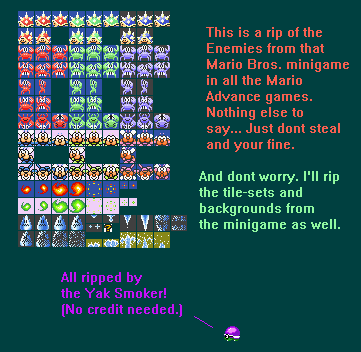 This is a rip of the
Enemies from that
Mario Bros. minigame
in all the Mario
Advance games.
Nothing else to
say... Just dont steal
and your fine.
And dont worry. I'll rip
the tile-sets and
backgrounds from
the minigame as well.
All ripped by
the Yak Smoker!
(No credit needed.)